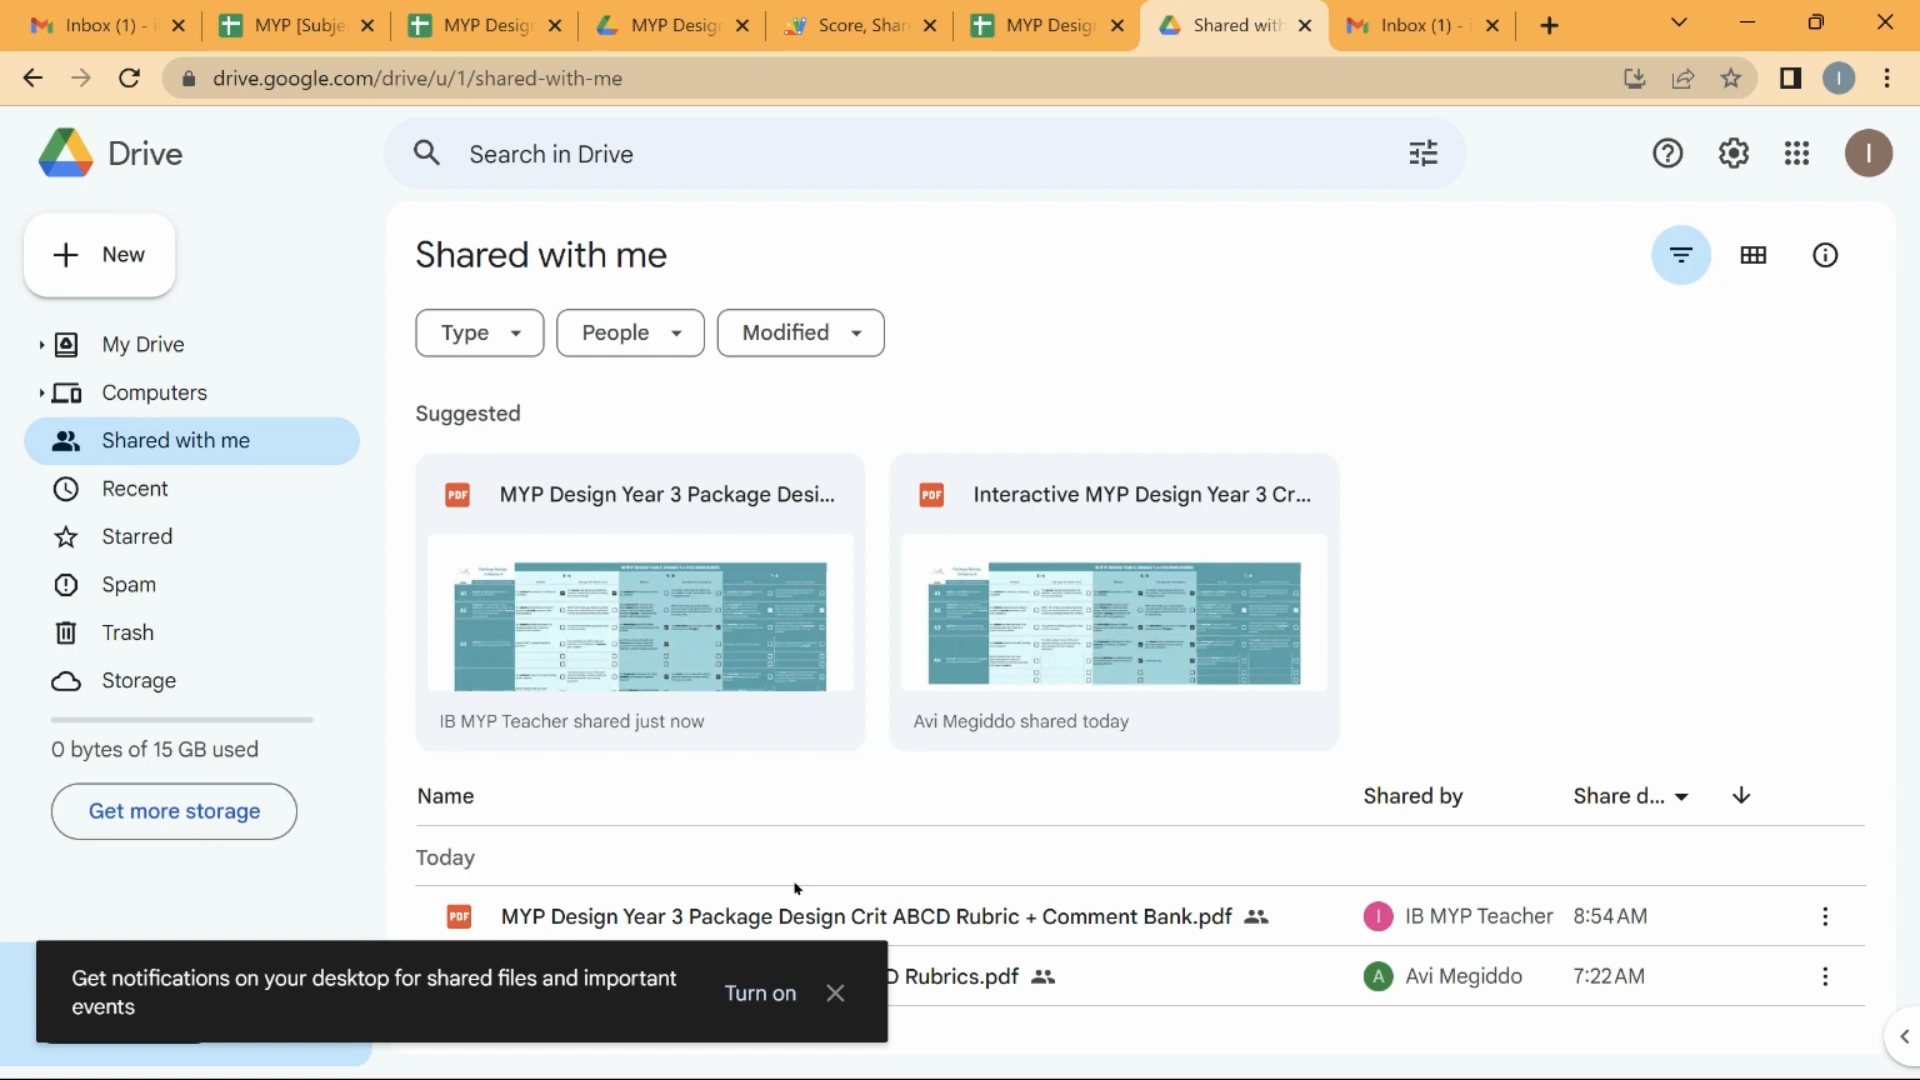 Inbox (1) - i
MYP [Subje
MYP Design
MYP Design
Score, Shar
MYP Design
Shared with
Inbox (1) -
drive.google.com/drive/u/1/shared-with-me
I
Drive
Search in Drive
I
New
My Drive
Computers
Shared with me
Recent
Starred
Spam
Trash
Storage
0 bytes of 15 GB used
Get more storage
Shared with me
Type
People
Modified
Suggested
PDF MYP Design Year 3 Package Desi...
IB MYP Teacher shared just now
PDF Interactive MYP Design Year 3 Cr...
Avi Megiddo shared today
Name Shared by Share d...
Today
PDF MYP Design Year 3 Package Design Crit ABCD Rubric + Comment Bank.pdf I IB MYP Teacher 8:54 AM
D Rubrics.pdf A Avi Megiddo 7:22 AM
Get notifications on your desktop for shared files and important
events
Turn on